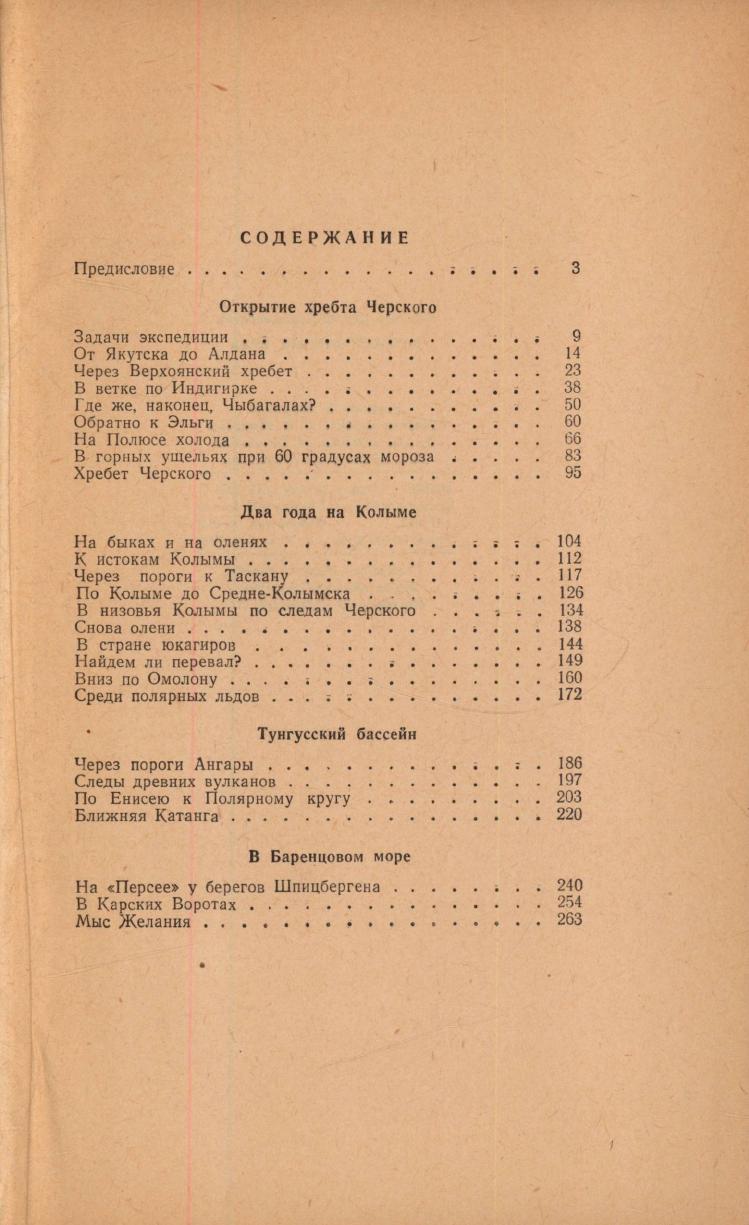 СОДЕРЖАНИЕ
Предисловие . . . . . . . . . . . . . . . . . . . 3
Открытие хребта Черского
Задачи экспедиции . . . . . . . . . . . . . . . 9
От Якутска до Алдана . . . . . . . . . . . . . 14
Через Верхоянский хребет . . . . . . . . . . . 23
В ветке по Индигирке . . . . . . . . . . . . . 38
Где же, наконец, Чыбагалах? . . . . . . . . . . 50
Обратно к Эльги . . . . . . . . . . . . . . . 60
На Полюсе холода . . . . . . . . . . . . . . . 66
В горных ущельях при 60 градусах мороза . . . . . 83
Хребет Черского . . . . . . . . . . . . . . . 95
Два года на Колыме
На быках и на оленях . . . . . . . . . . . . . 104
К истокам Колымы . . . . . . . . . . . . . . . 112
Через пороги к Таскану . . . . . . . . . . . . 117
По Колыме до Средне-Колымска . . . . . . . . . 126
В низовья Колымы по следам Черского . . . . . . 134
Снова олени . . . . . . . . . . . . . . . . . 138
В стране юкагиров . . . . . . . . . . . . . . 144
Найдем ли перевал? . . . . . . . . . . . . . . 149
Вниз по Омолону . . . . . . . . . . . . . . . 160
Среди полярных льдов . . . . . . . . . . . . . 172
Тунгусский бассейн
Через пороги Ангары . . . . . . . . . . . . . 186
Следы древних вулканов . . . . . . . . . . . . 197
По Енисею к Полярному кругу . . . . . . . . . 203
Ближняя Катанга . . . . . . . . . . . . . . . 220
В Баренцовом море
На «Персее» у берегов Шпицбергена . . . . . . . 240
В Карских Воротах . . . . . . . . . . . . . . 254
Мыс Желания . . . . . . . . . . . . . . . . . 263